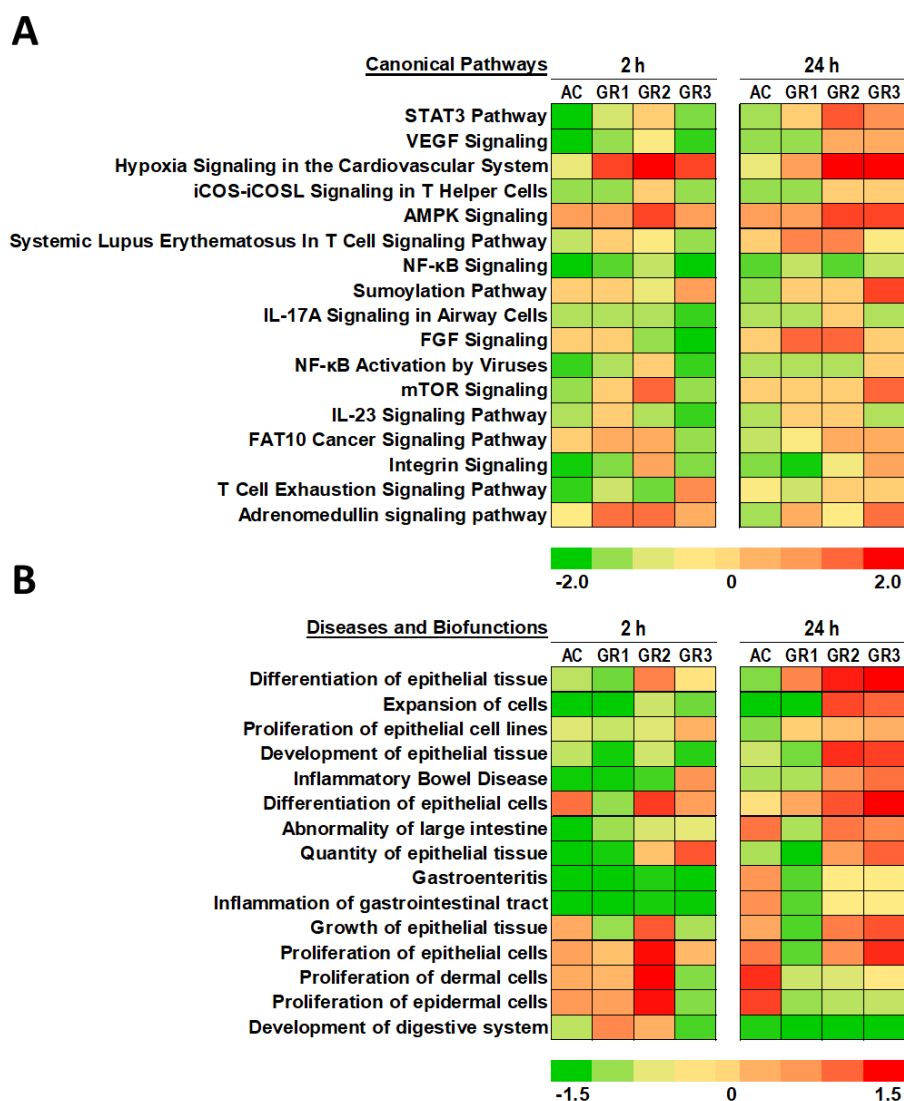 A
Canonical Pathways 2 h 24 h
AC GR1 GR2 GR3 AC GR1 GR2 GR3
STAT3 Pathway
VEGF Signaling
Hypoxia Signaling in the Cardiovascular System
iCOS-iCOSL Signaling in T Helper Cells
AMPK Signaling
Systemic Lupus Erythematosus In T Cell Signaling Pathway
NF-κB Signaling
Sumoylation Pathway
IL-17A Signaling in Airway Cells
FGF Signaling
NF-κB Activation by Viruses
mTOR Signaling
IL-23 Signaling Pathway
FAT10 Cancer Signaling Pathway
Integrin Signaling
T Cell Exhaustion Signaling Pathway
Adrenomedullin signaling pathway
-2.0 0 2.0
B
Diseases and Biofunctions 2 h 24 h
AC GR1 GR2 GR3 AC GR1 GR2 GR3
Differentiation of epithelial tissue
Expansion of cells
Proliferation of epithelial cell lines
Development of epithelial tissue
Inflammatory Bowel Disease
Differentiation of epithelial cells
Abnormality of large intestine
Quantity of epithelial tissue
Gastroenteritis
Inflammation of gastrointestinal tract
Growth of epithelial tissue
Proliferation of epithelial cells
Proliferation of dermal cells
Proliferation of epidermal cells
Development of digestive system
-1.5 0 1.5